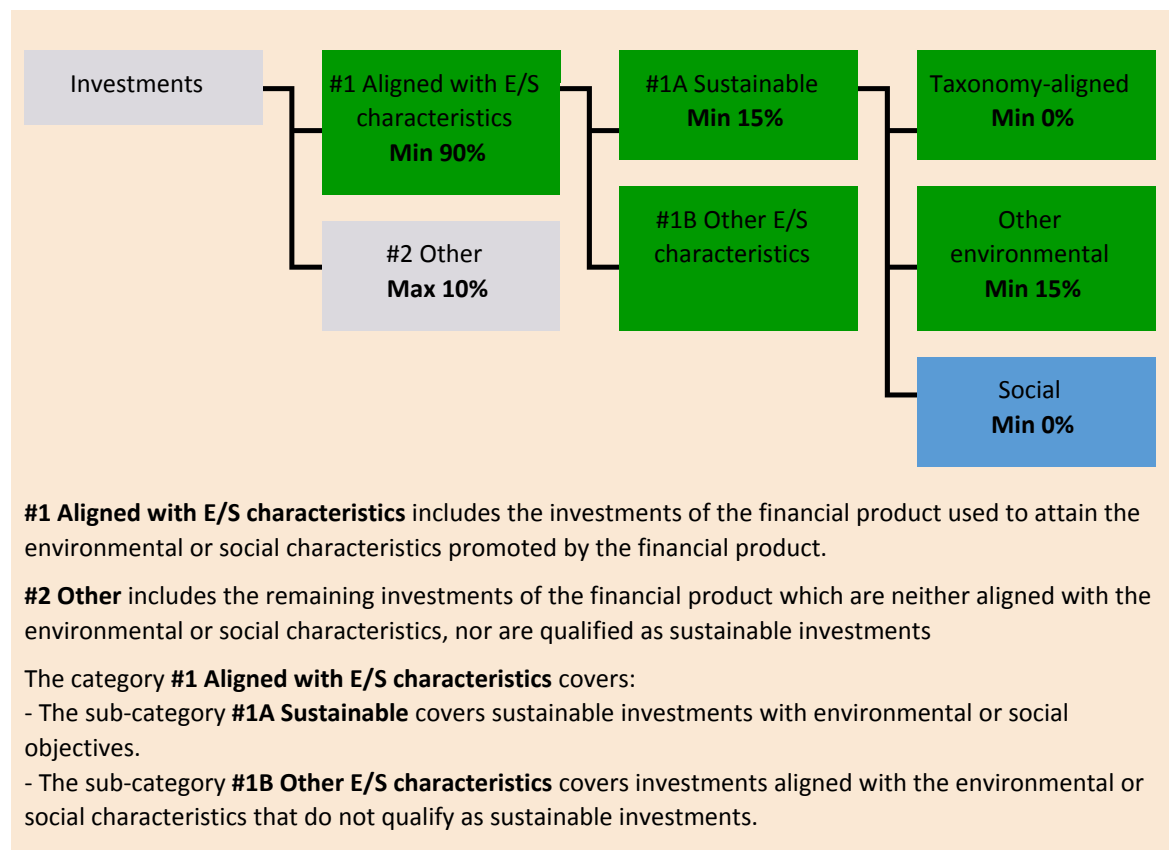 Investments
#1 Aligned with E/S
characteristics
Min 90%
#2 Other
Max 10%
#1A Sustainable
Min 15%
#1B Other E/S
characteristics
Taxonomy-aligned
Min 0%
Other
environmental
Min 15%
Social
Min 0%
#1 Aligned with E/S characteristics includes the investments of the financial product used to attain the
environmental or social characteristics promoted by the financial product.
#2 Other includes the remaining investments of the financial product which are neither aligned with the
environmental or social characteristics, nor are qualified as sustainable investments
The category #1 Aligned with E/S characteristics covers:
- The sub-category #1A Sustainable covers sustainable investments with environmental or social
objectives.
- The sub-category #1B Other E/S characteristics covers investments aligned with the environmental or
social characteristics that do not qualify as sustainable investments.